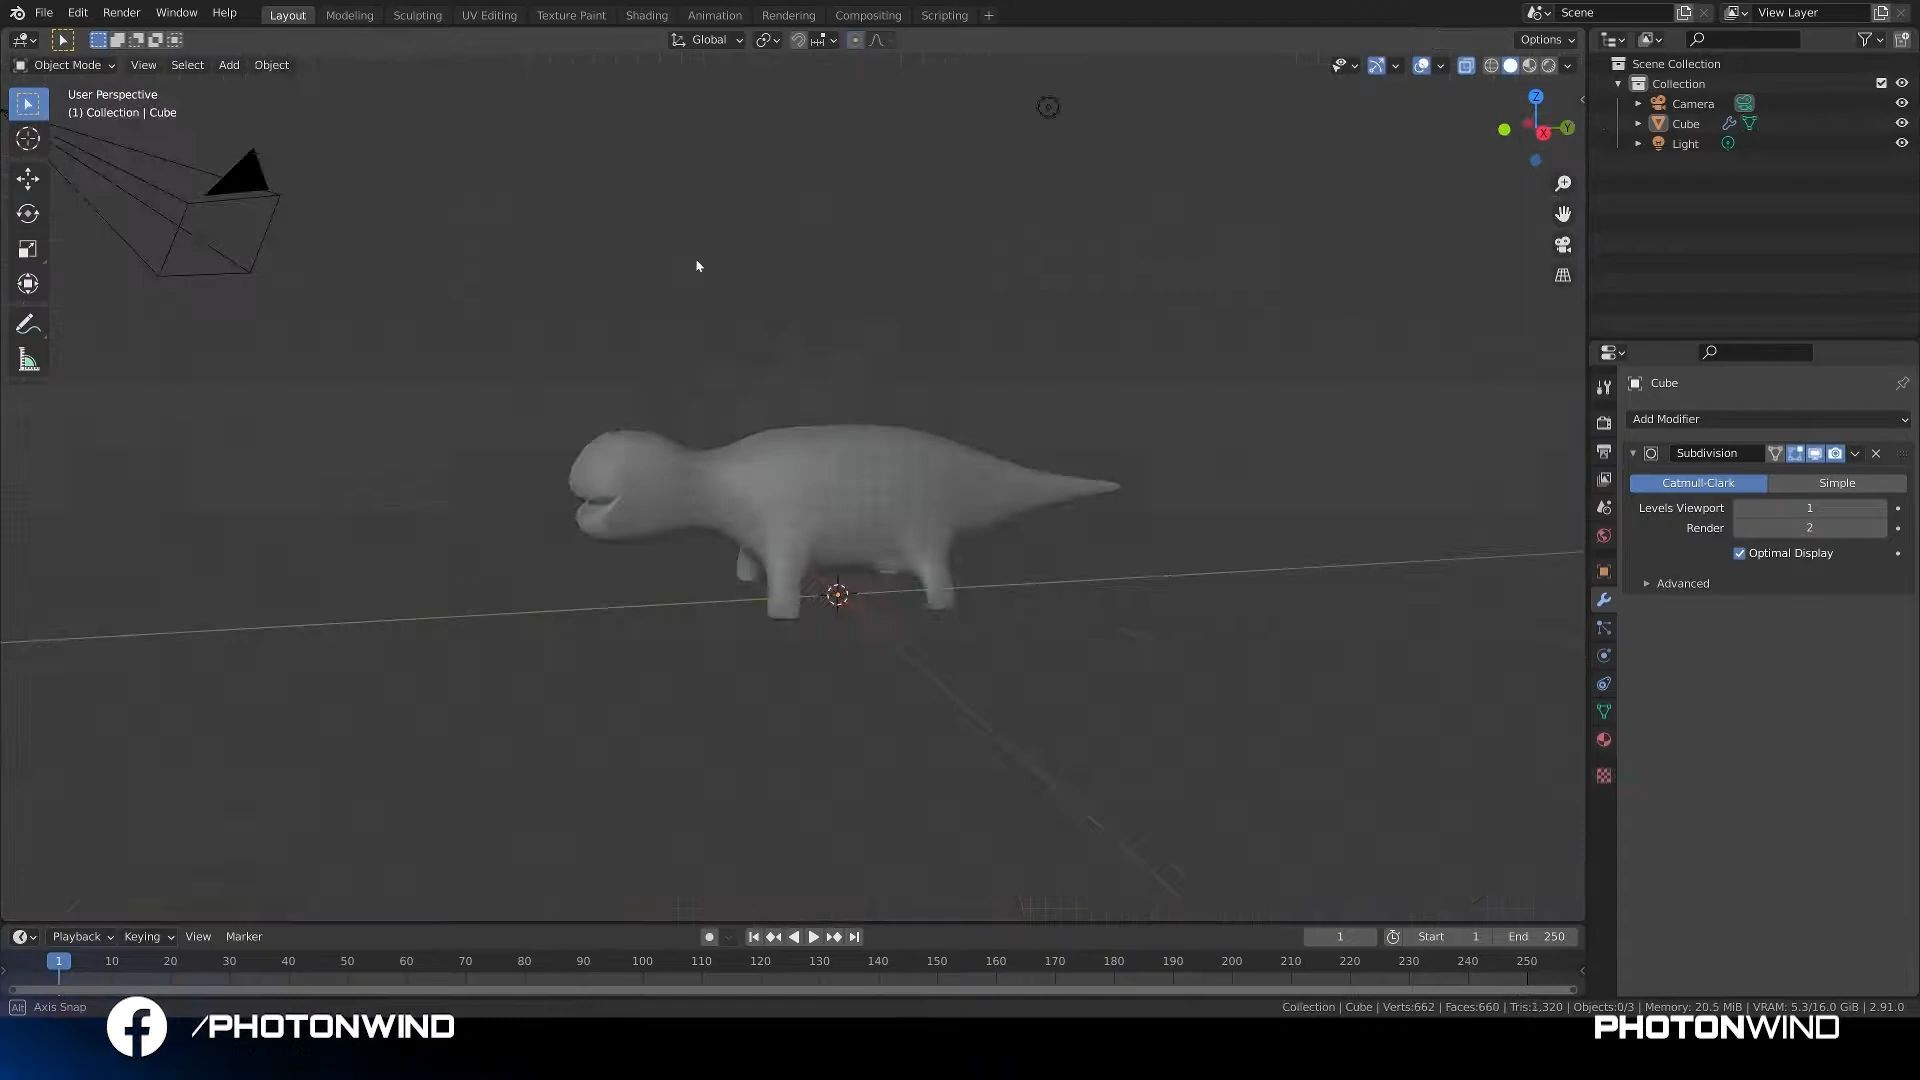 File Edit Render Window Help Layout Modeling Sculpting UV Editing Texture Paint Shading Animation Rendering Compositing Scripting + Scene View Layer
Global Options
Object Mode View Select Add Object
User Perspective
(1) Collection | Cube
Z
X
Y
Scene Collection
Collection
Camera
Cube
Light
Cube
Add Modifier
Subdivision
Catmull-Clark Simple
Levels Viewport 1
Render 2
Optimal Display
Advanced
Playback Keying View Marker 1 Start 1 End 250
1 10 20 30 40 50 60 70 80 90 100 110 120 130 140 150 160 170 180 190 200 210 220 230 240 250
Alt Axis Snap Collection | Cube | Verts:662 | Faces:660 | Tris:1,320 | Objects:0/3 | Memory: 20.5 MiB | VRAM: 5.3/16.0 GiB | 2.91.0
/PHOTONWIND PHOTONWIND